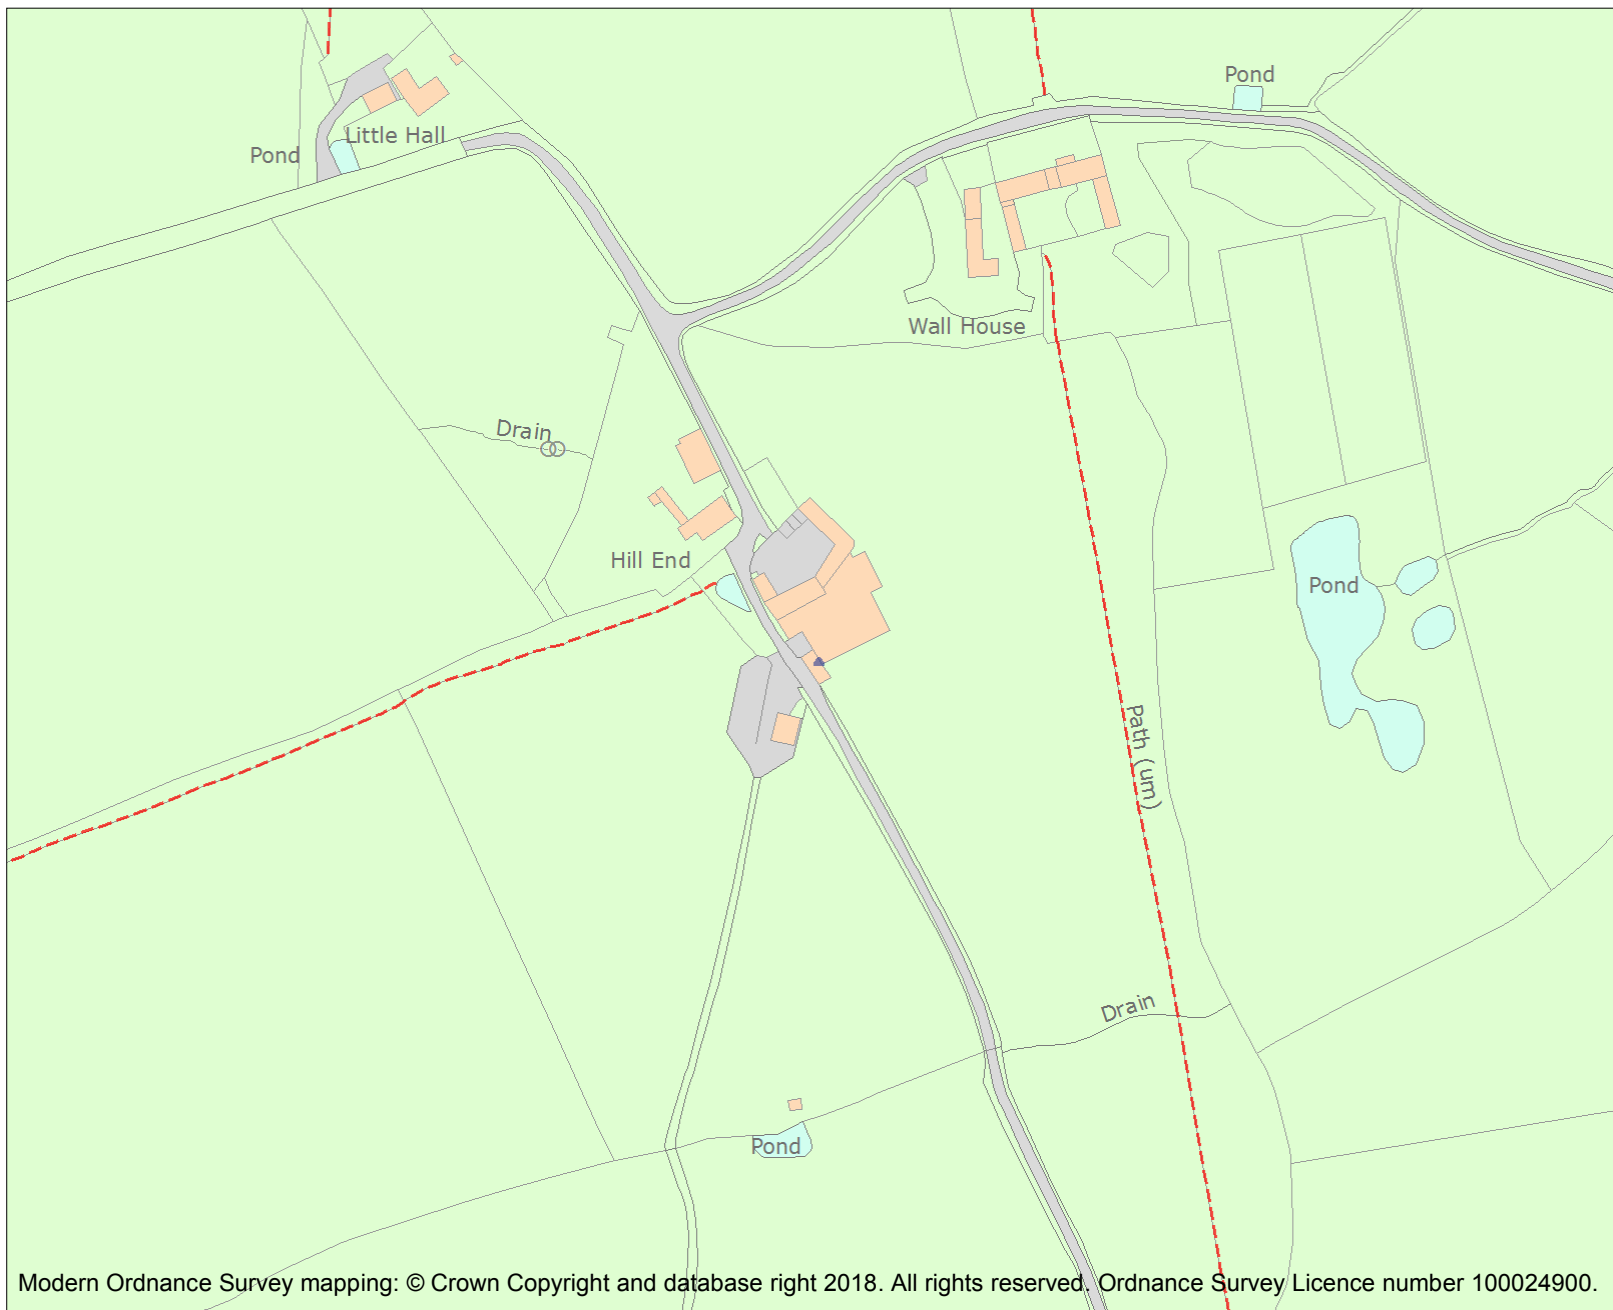 Pond
Little Hall
Pond
Wall House
Drain
Hill End
Pond
Path (um)
Drain
Pond
Modern Ordnance Survey mapping: © Crown Copyright and database right 2018. All rights reserved. Ordnance Survey Licence number 100024900.